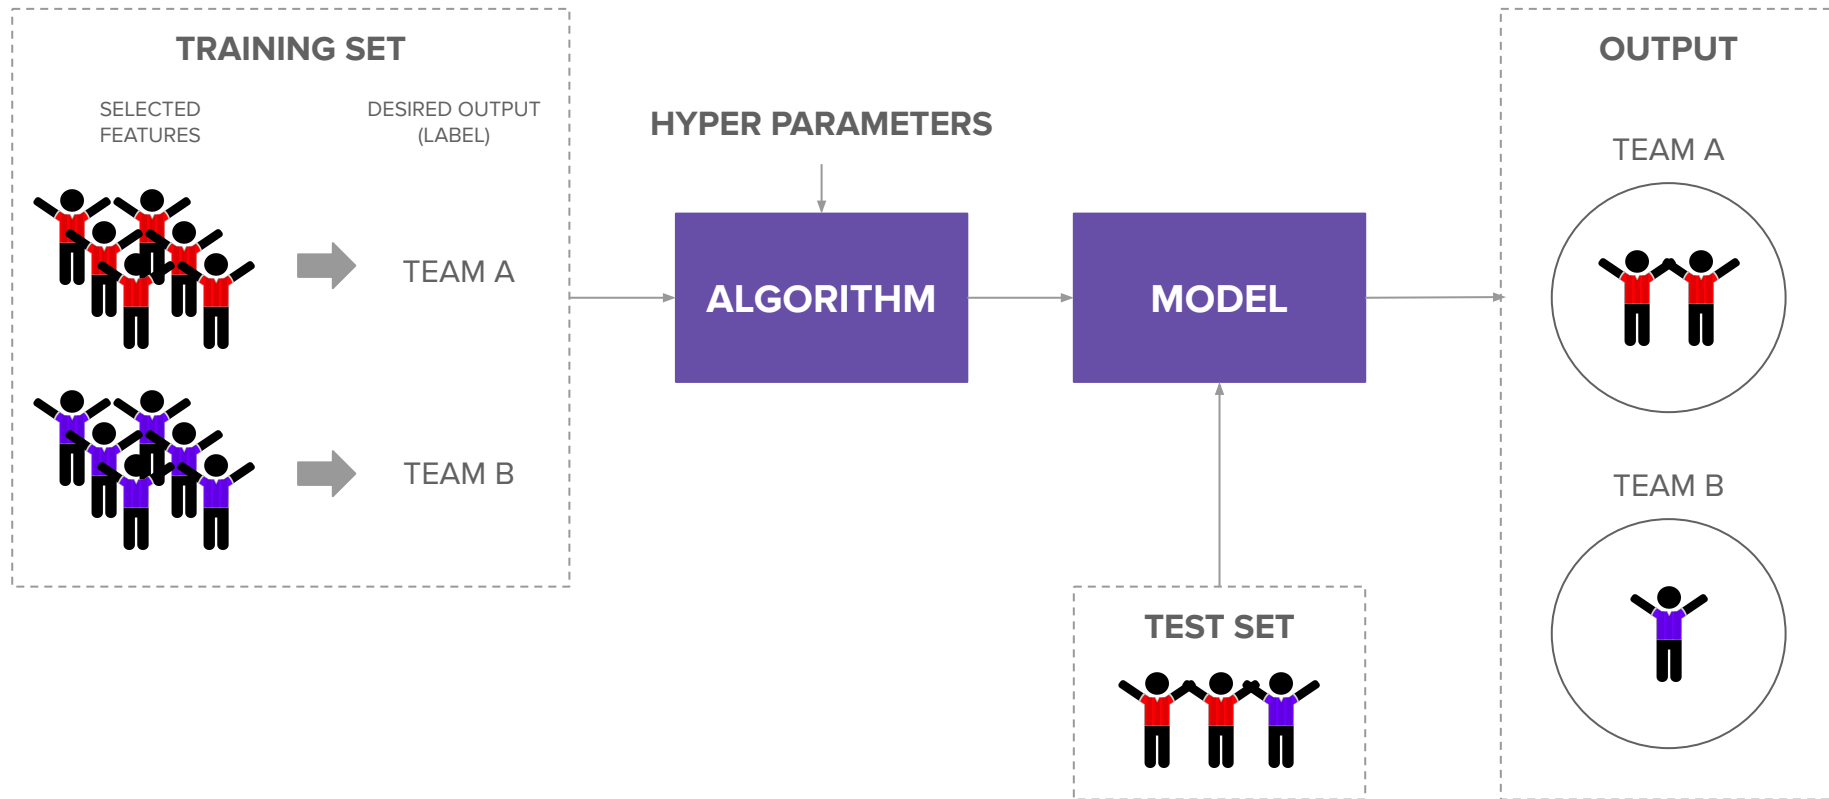 TRAINING SET
SELECTED
FEATURES
DESIRED OUTPUT
(LABEL)
TEAM A
TEAM B
HYPER PARAMETERS
ALGORITHM
MODEL
TEST SET
OUTPUT
TEAM A
TEAM B